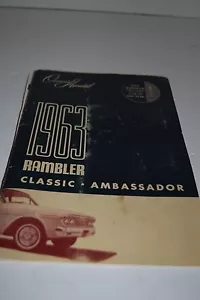 Owner's Manual
1963
RAMBLER
CLASSIC • AMBASSADOR